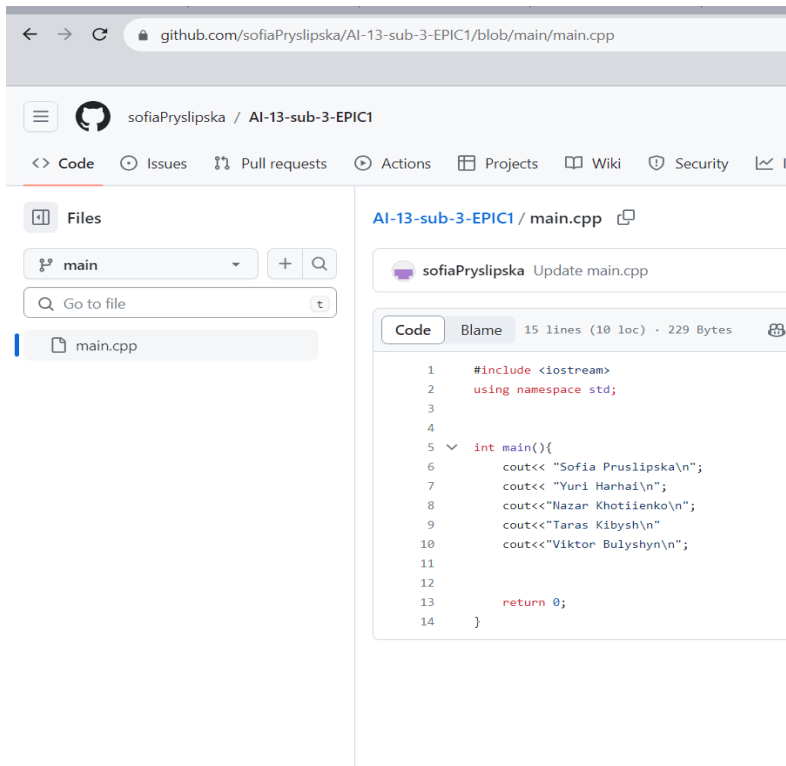 github.com/sofiaPryslipska/AI-13-sub-3-EPIC1/blob/main/main.cpp
sofiaPryslipska / AI-13-sub-3-EPIC1
<> Code Issues Pull requests Actions Projects Wiki Security
Files
main
Go to file t
main.cpp
AI-13-sub-3-EPIC1 / main.cpp
sofiaPryslipska Update main.cpp
Code Blame 15 lines (10 loc) · 229 Bytes
1 #include <iostream>
2 using namespace std;
3
4
5 int main(){
6 cout<< "Sofia Pruslipska\n";
7 cout<< "Yuri Harhai\n";
8 cout<<"Nazar Khotiienko\n";
9 cout<<"Taras Kibysh\n"
10 cout<<"Viktor Bulyshyn\n";
11
12
13 return 0;
14 }